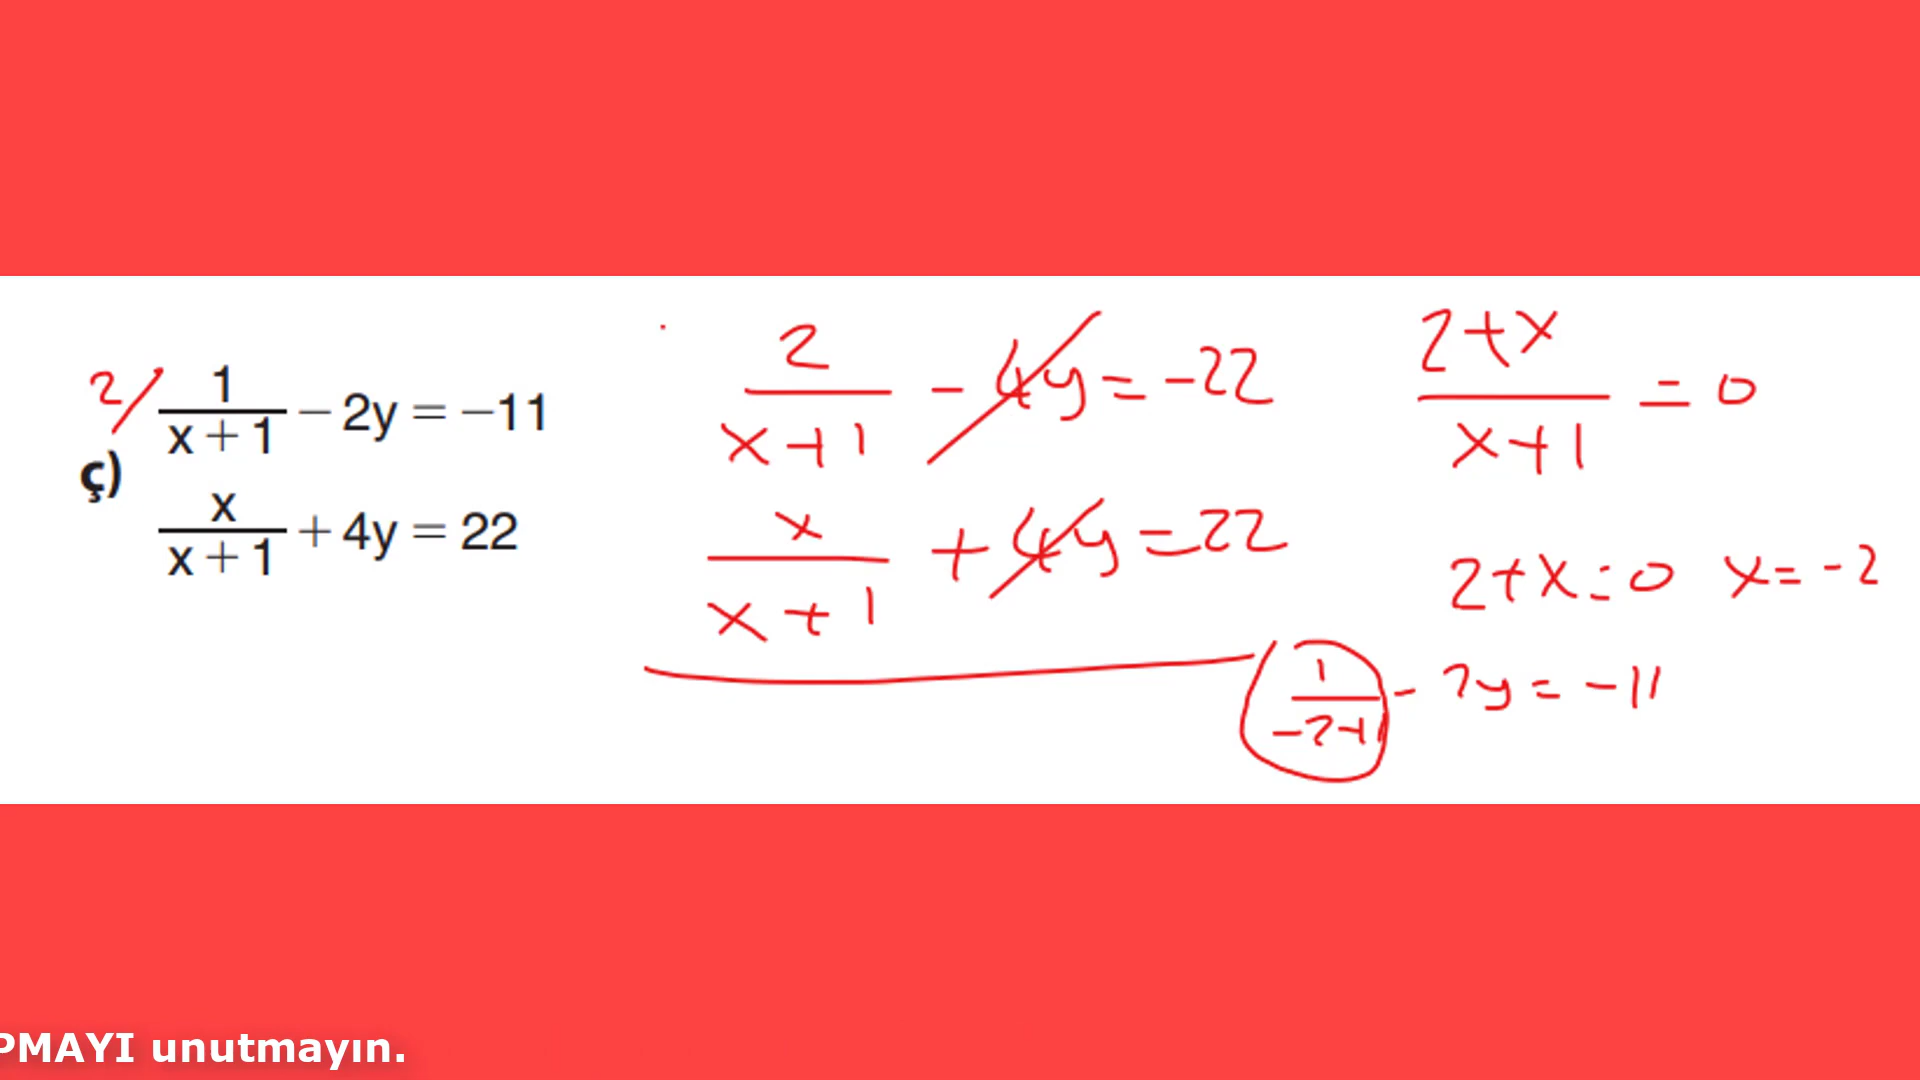 2/ 1/(x+1) − 2y = −11
ç)
x/(x+1) + 4y = 22
2/(x+1) - 4y = -22
x/(x+1) + 4y = 22
(2+x)/(x+1) = 0
2+x=0 x=-2
1/(-2+1) - 2y = -11
PMAYI unutmayın.